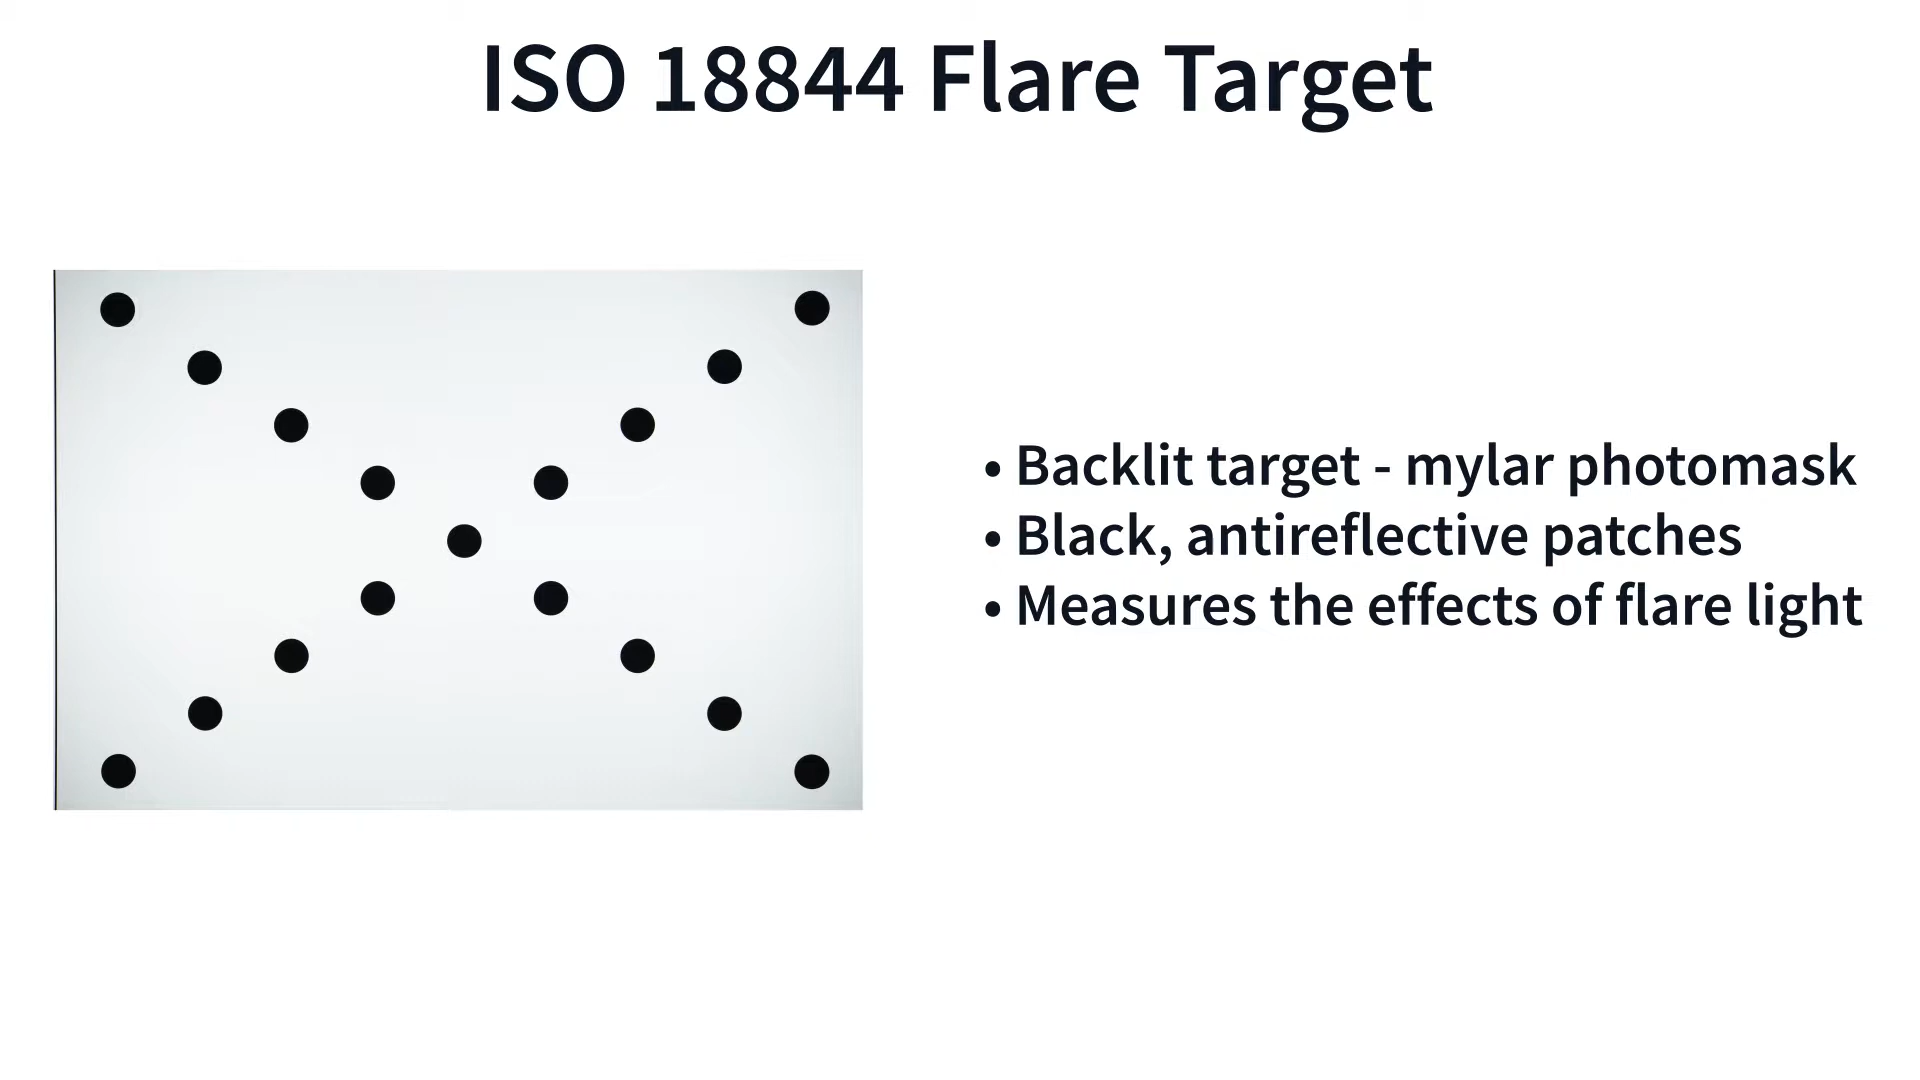 ISO 18844 Flare Target
• Backlit target - mylar photomask
• Black, antireflective patches
• Measures the effects of flare light